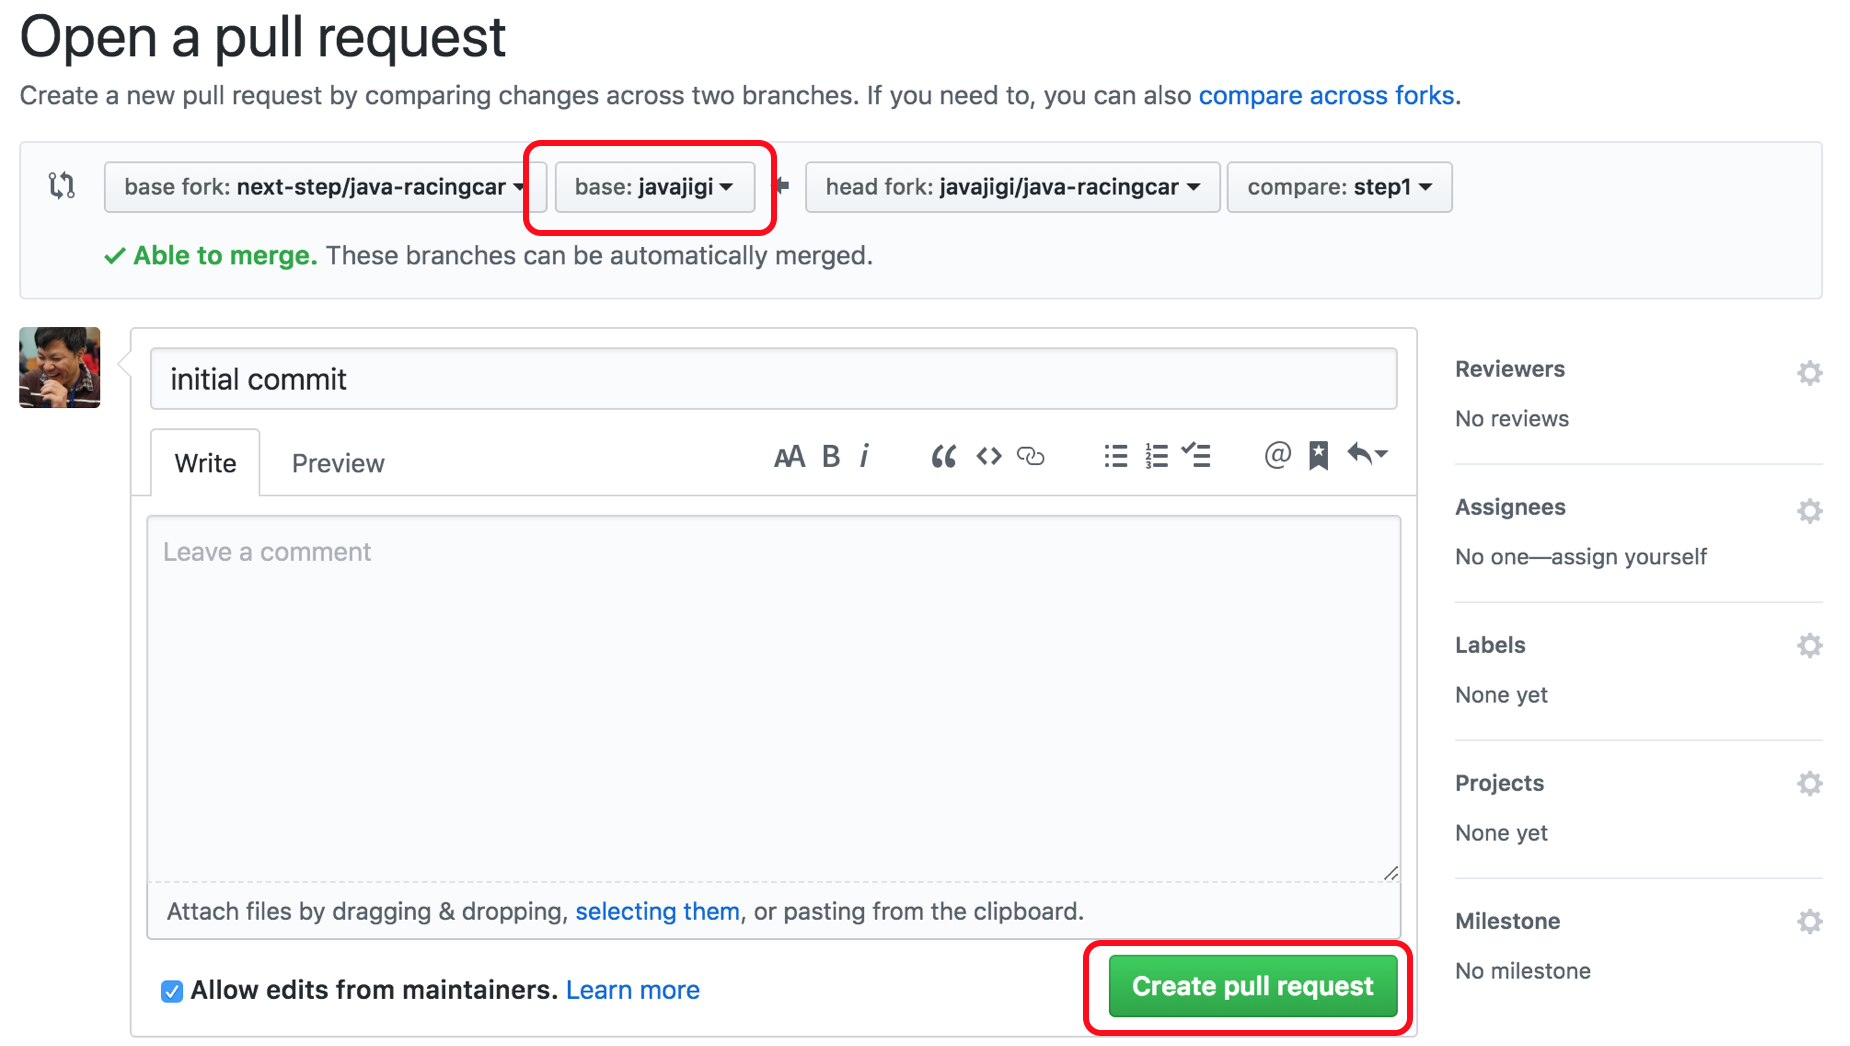 Open a pull request
Create a new pull request by comparing changes across two branches. If you need to, you can also compare across forks.
base fork: next-step/java-racingcar base: javajigi head fork: javajigi/java-racingcar compare: step1
Able to merge. These branches can be automatically merged.
initial commit
Write Preview
Leave a comment
Attach files by dragging & dropping, selecting them, or pasting from the clipboard.
Allow edits from maintainers. Learn more
Create pull request
Reviewers
No reviews
Assignees
No one—assign yourself
Labels
None yet
Projects
None yet
Milestone
No milestone